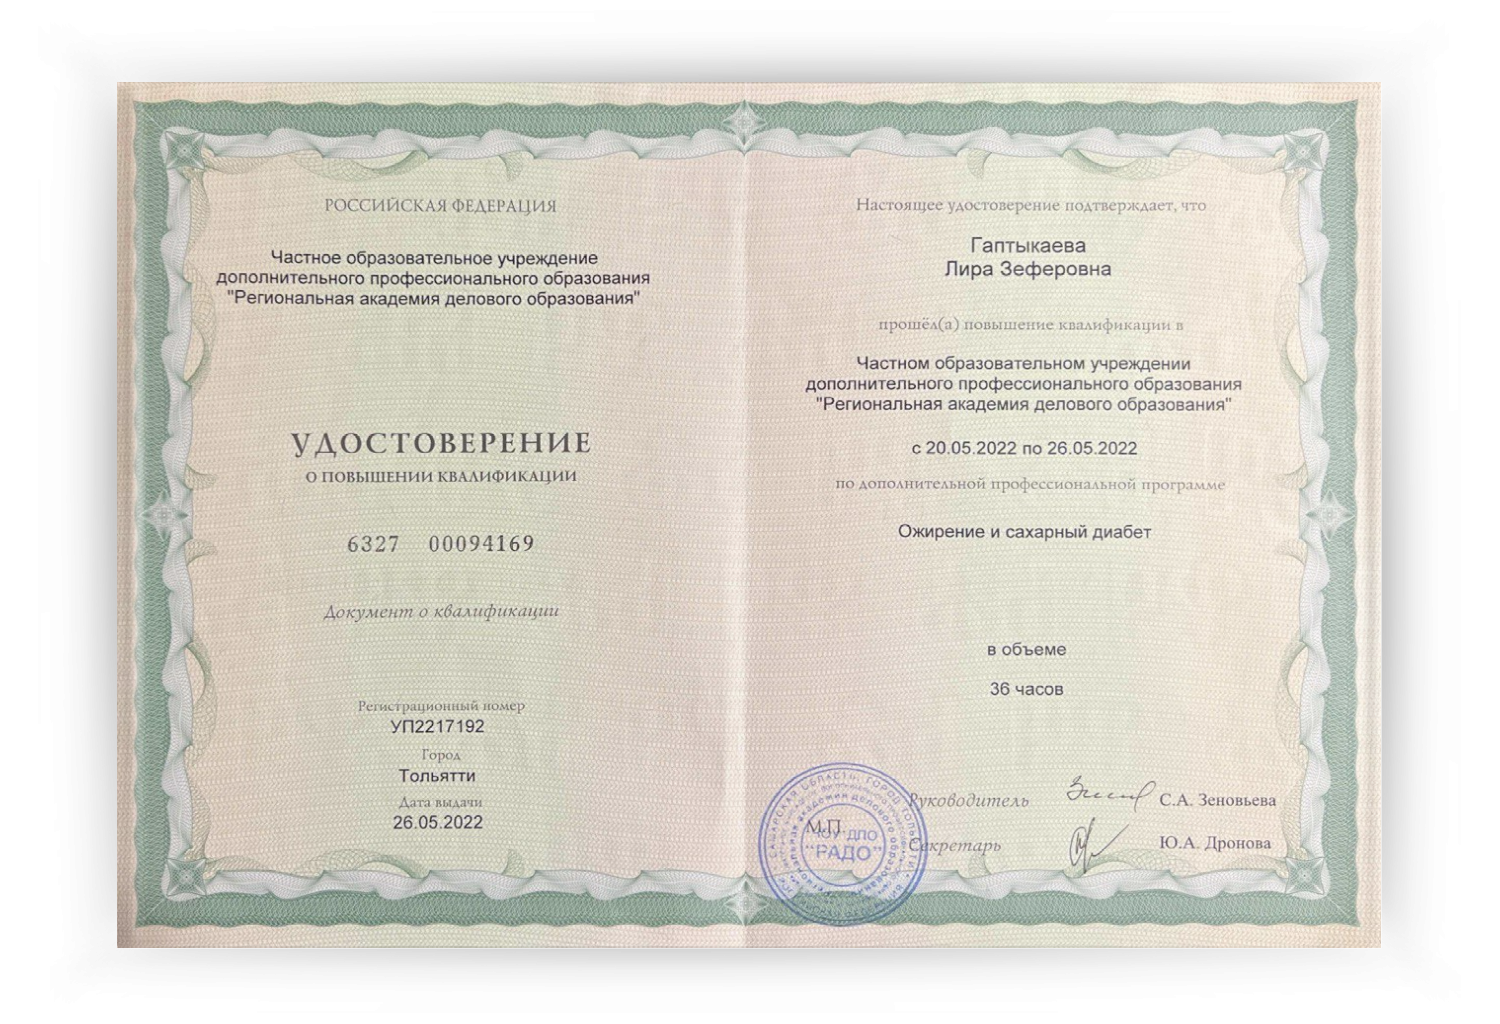 РОССИЙСКАЯ ФЕДЕРАЦИЯ
Частное образовательное учреждение
дополнительного профессионального образования
"Региональная академия делового образования"
УДОСТОВЕРЕНИЕ
О ПОВЫШЕНИИ КВАЛИФИКАЦИИ
6327 00094169
Документ о квалификации
Регистрационный номер
УП2217192
Город
Тольятти
Дата выдачи
26.05.2022
Настоящее удостоверение подтверждает, что
Гаптыкаева
Лира Зеферовна
прошёл(а) повышение квалификации в
Частном образовательном учреждении
дополнительного профессионального образования
"Региональная академия делового образования"
с 20.05.2022 по 26.05.2022
по дополнительной профессиональной программе
Ожирение и сахарный диабет
в объеме
36 часов
Руководитель С.А. Зеновьева
М.П.
Секретарь Ю.А. Дронова
ЧОУ ДПО
"РАДО"